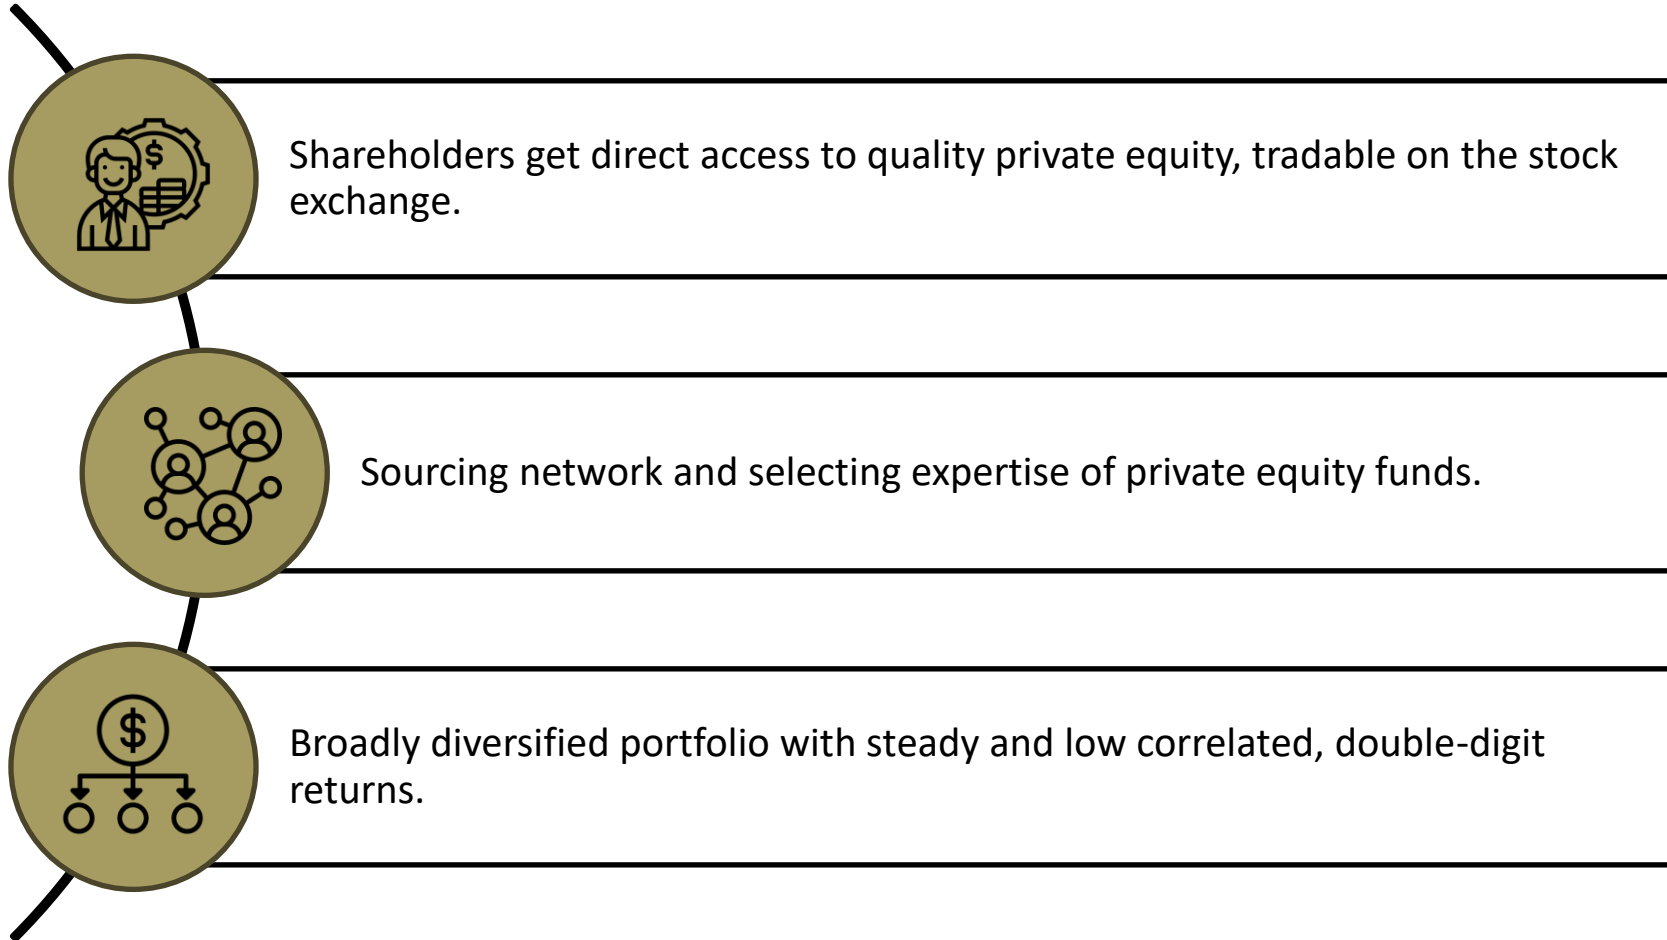 $
Shareholders get direct access to quality private equity, tradable on the stock
exchange.
Sourcing network and selecting expertise of private equity funds.
$
Broadly diversified portfolio with steady and low correlated, double-digit
returns.